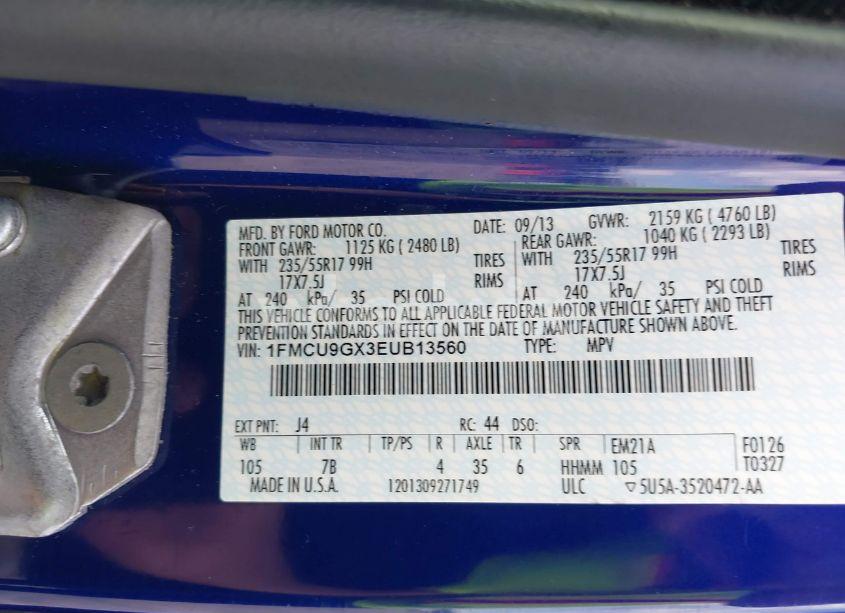 MFD. BY FORD MOTOR CO. DATE: 09/13 GVWR: 2159 KG ( 4760 LB)
FRONT GAWR: 1125 KG ( 2480 LB) REAR GAWR: 1040 KG ( 2293 LB)
WITH 235/55R17 99H TIRES WITH 235/55R17 99H TIRES
17X7.5J RIMS 17X7.5J RIMS
AT 240 kPa/ 35 PSI COLD AT 240 kPa/ 35 PSI COLD
THIS VEHICLE CONFORMS TO ALL APPLICABLE FEDERAL MOTOR VEHICLE SAFETY AND THEFT
PREVENTION STANDARDS IN EFFECT ON THE DATE OF MANUFACTURE SHOWN ABOVE.
VIN: 1FMCU9GX3EUB13560 TYPE: MPV
EXT PNT: J4 RC: 44 DSO:
WB INT TR TP/PS R AXLE TR SPR EM21A F0126
105 7B 4 35 6 HHMM 105 T0327
MADE IN U.S.A. 1201309271749 ULC ▽5U5A-3520472-AA